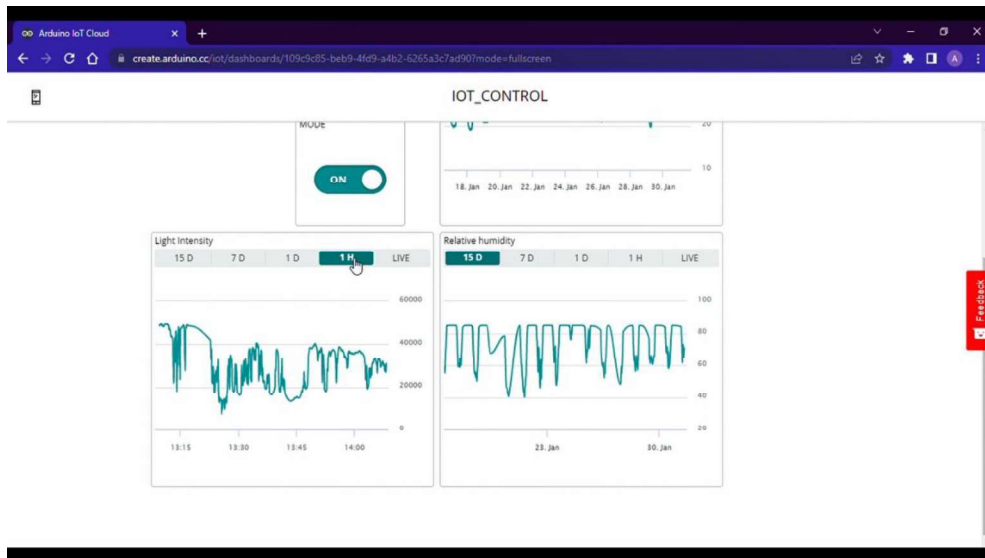 Arduino IoT Cloud
create.arduino.cc/iot/dashboards/109c9c85-beb9-4fd9-a4b2-6265a3c7ad90?mode=fullscreen
A
IOT_CONTROL
MODE
ON
20
10
18. Jan 20. Jan 22. Jan 24. Jan 26. Jan 28. Jan 30. Jan
Light Intensity
15 D 7 D 1 D 1 H LIVE
60000
40000
20000
0
13:15 13:30 13:45 14:00
Relative humidity
15 D 7 D 1 D 1 H LIVE
100
80
60
40
20
23. Jan 30. Jan
Feedback